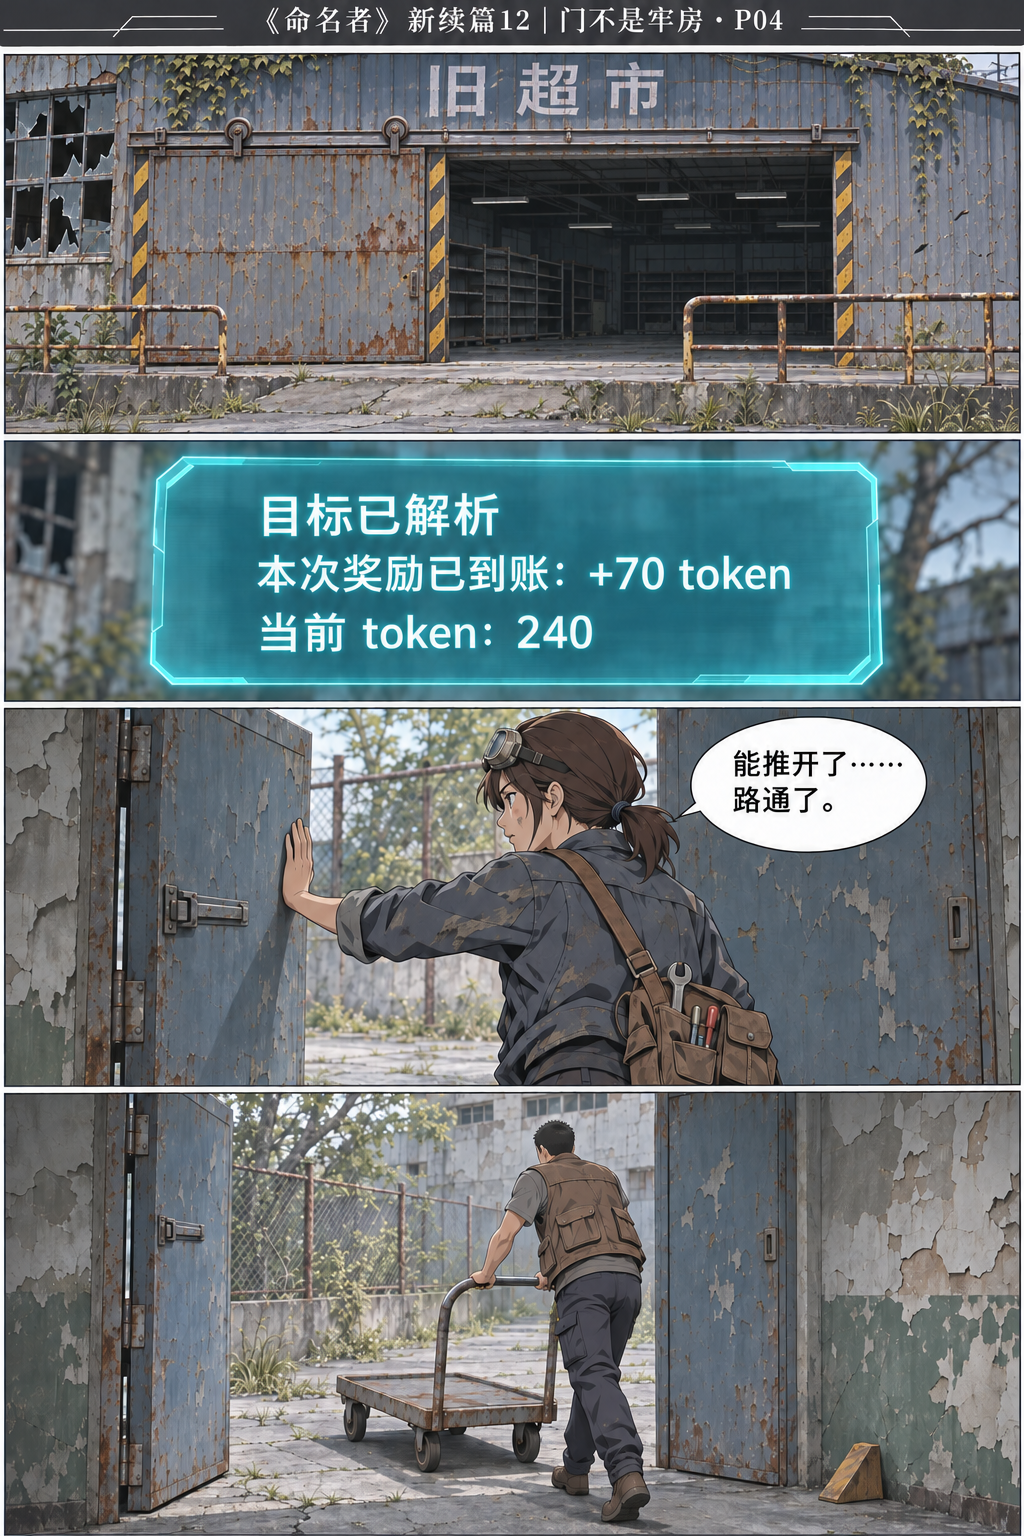 《命名者》新续篇12｜门不是牢房·P04
旧超市
目标已解析
本次奖励已到账：+70 token
当前 token：240
能推开了……
路通了。